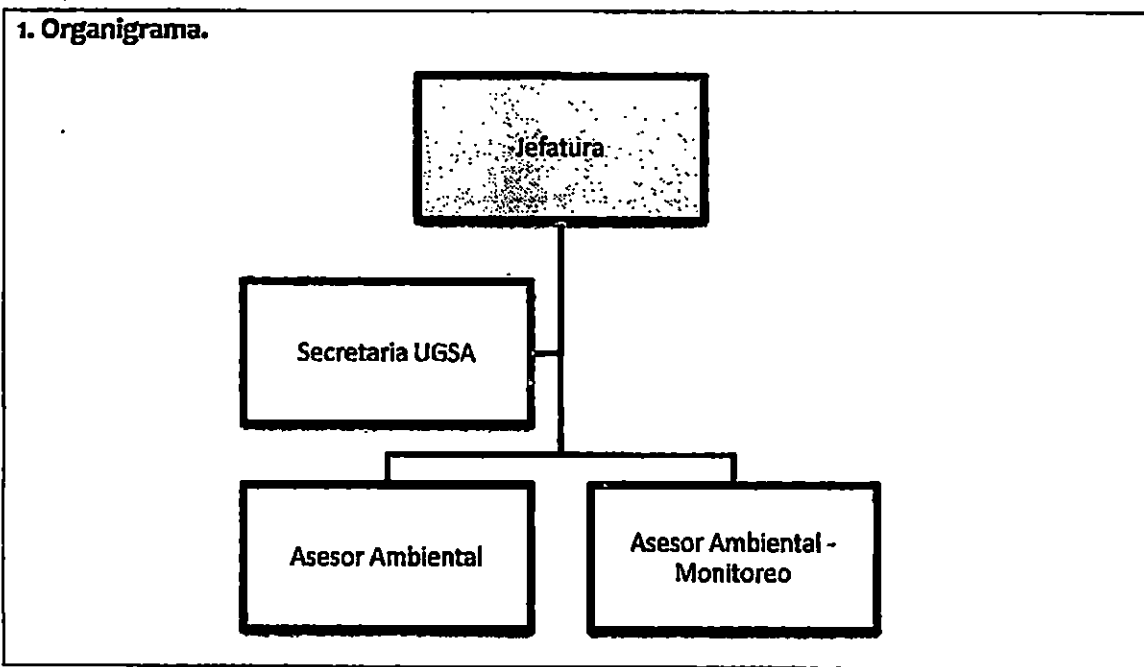 1. Organigrama.
Jefatura
Secretaria UGSA
Asesor Ambiental
Asesor Ambiental -
Monitoreo